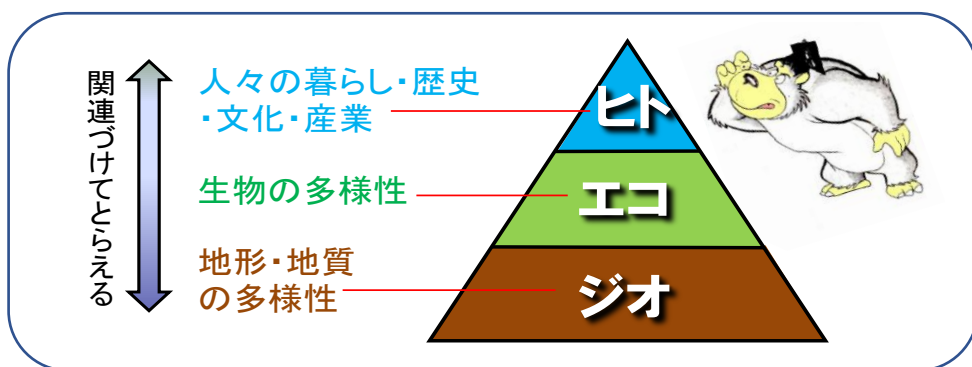 関連づけてとらえる
人々の暮らし・歴史
・文化・産業
ヒト
生物の多様性
エコ
地形・地質
の多様性
ジオ